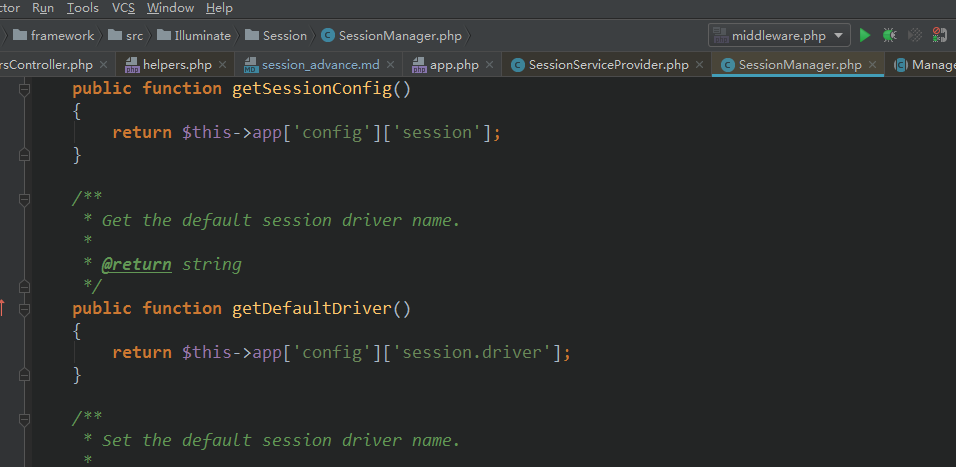 ctor Run Tools VCS Window Help
framework src Illuminate Session SessionManager.php middleware.php
rsController.php helpers.php session_advance.md app.php SessionServiceProvider.php SessionManager.php Manage
public function getSessionConfig()
{
return $this->app['config']['session'];
}
/**
* Get the default session driver name.
*
* @return string
*/
public function getDefaultDriver()
{
return $this->app['config']['session.driver'];
}
/**
* Set the default session driver name.
*